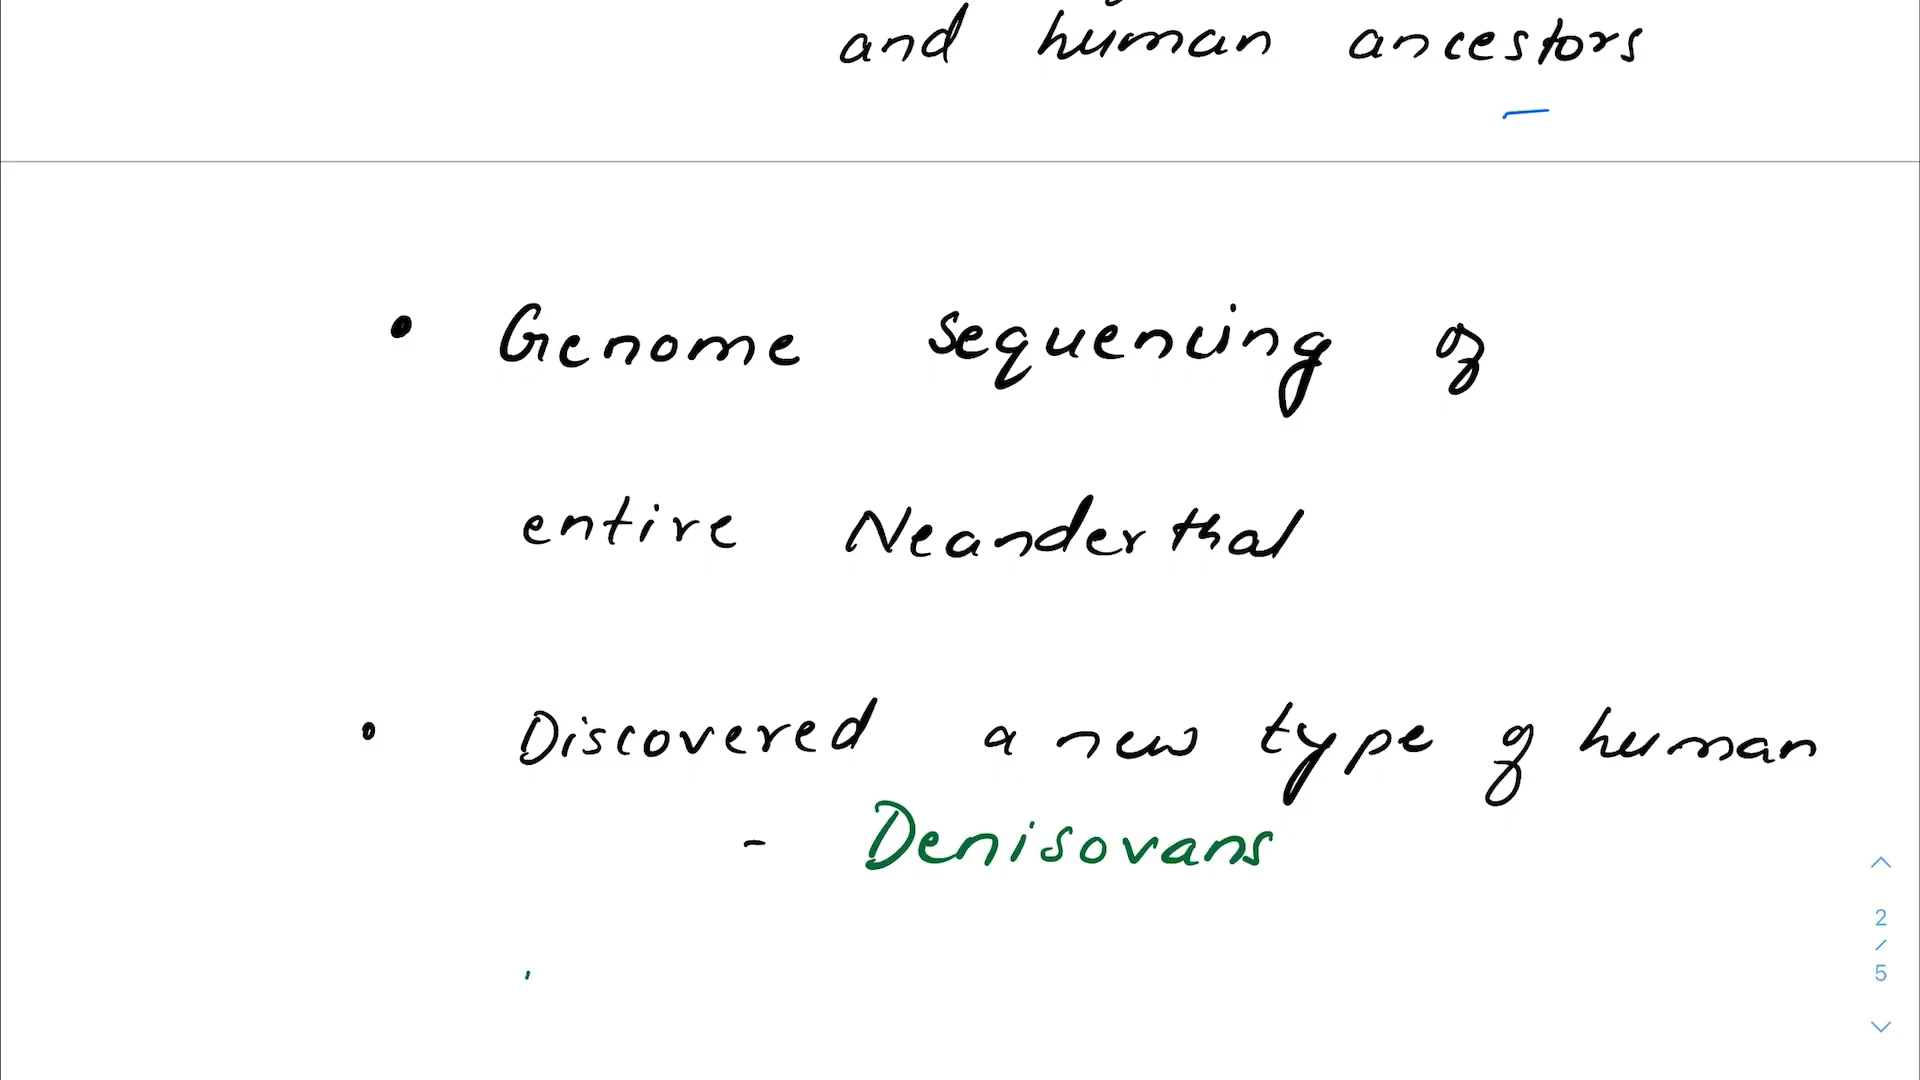 and human ancestors
• Genome sequencing of
entire Neanderthal
• Discovered a new type of human
- Denisovans
2
/
5